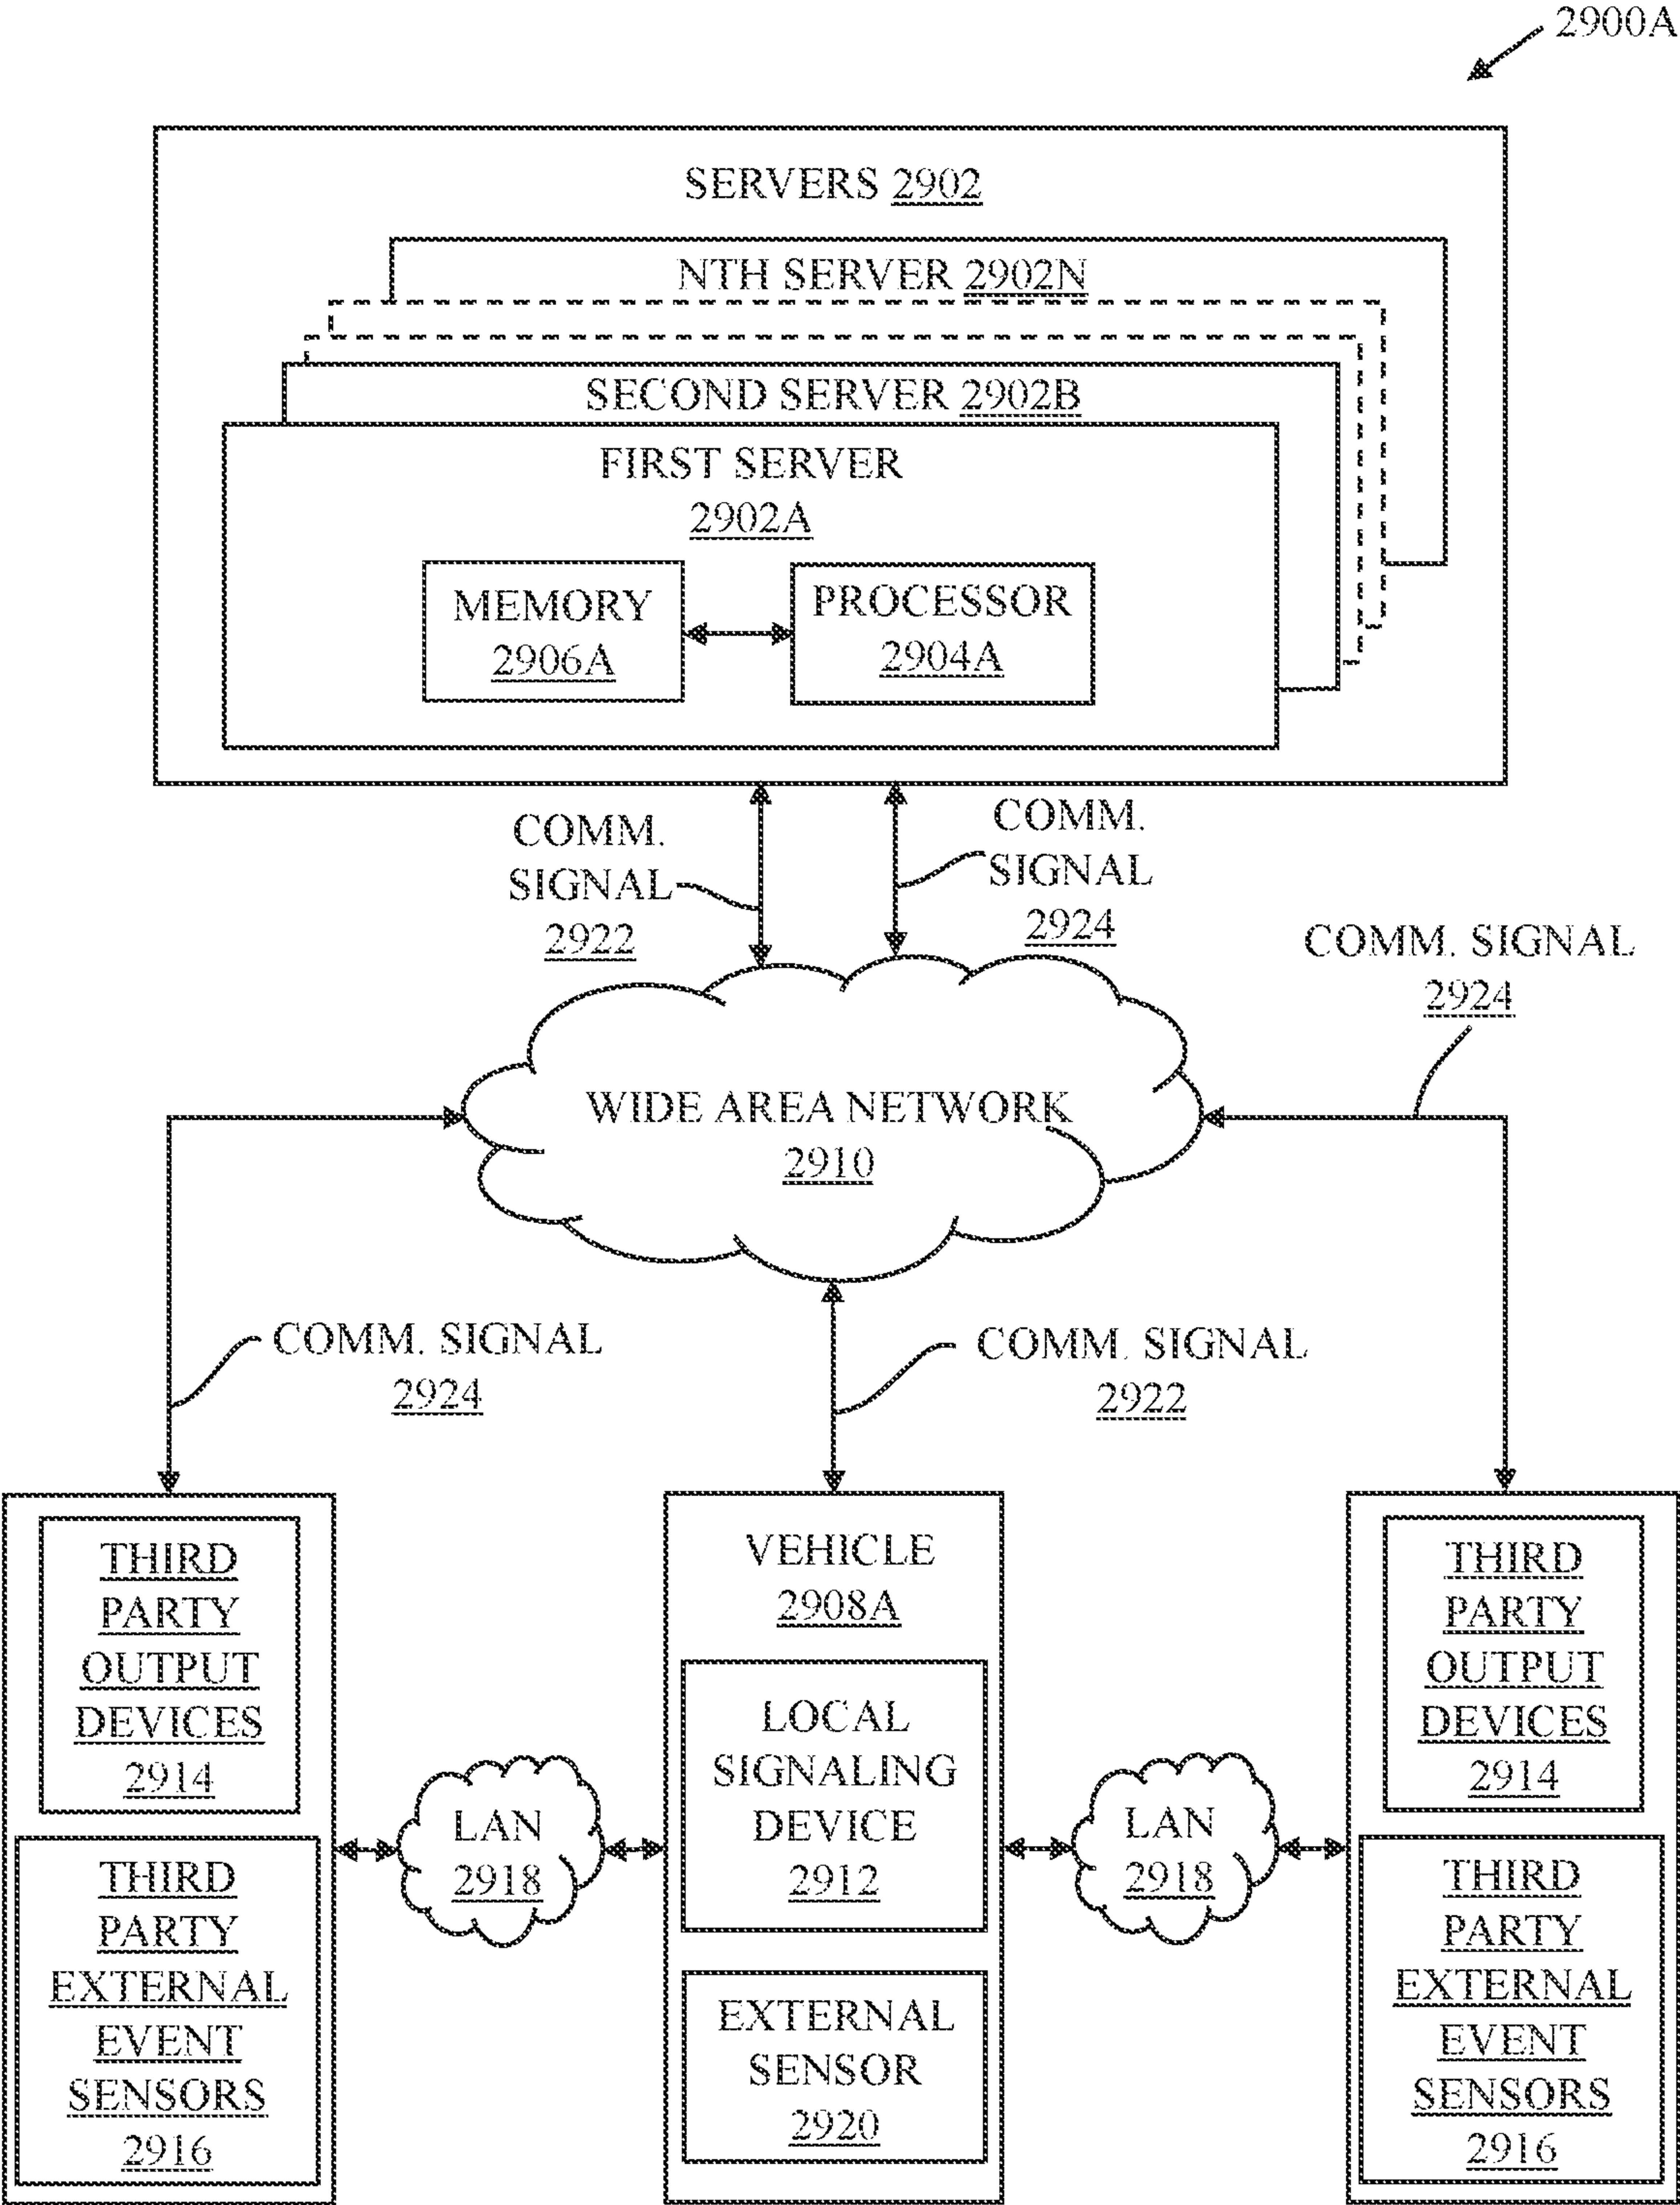 2900A
SERVERS 2902
NTH SERVER 2902N
SECOND SERVER 2902B
FIRST SERVER
2902A
MEMORY
2906A
PROCESSOR
2904A
COMM.
SIGNAL
2922
COMM.
SIGNAL
2924
COMM. SIGNAL
2924
WIDE AREA NETWORK
2910
COMM. SIGNAL
2924
COMM. SIGNAL
2922
THIRD
PARTY
OUTPUT
DEVICES
2914
THIRD
PARTY
EXTERNAL
EVENT
SENSORS
2916
LAN
2918
VEHICLE
2908A
LOCAL
SIGNALING
DEVICE
2912
EXTERNAL
SENSOR
2920
LAN
2918
THIRD
PARTY
OUTPUT
DEVICES
2914
THIRD
PARTY
EXTERNAL
EVENT
SENSORS
2916